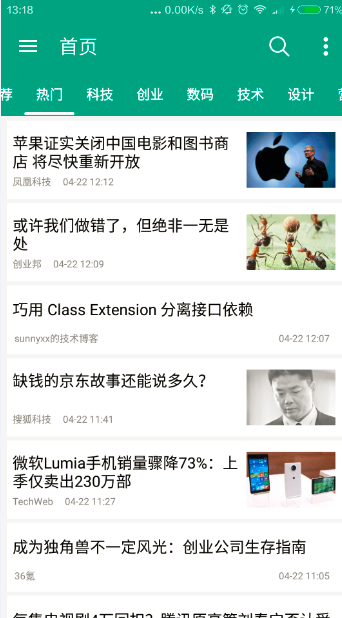 13:18
... 0.00K/s 71%
首页
荐 热门 科技 创业 数码 技术 设计
苹果证实关闭中国电影和图书商
店 将尽快重新开放
凤凰科技 04-22 12:12
或许我们做错了，但绝非一无是
处
创业邦 04-22 12:09
巧用 Class Extension 分离接口依赖
sunnyxx的技术博客 04-22 12:07
缺钱的京东故事还能说多久?
搜狐科技 04-22 11:41
微软Lumia手机销量骤降73%：上
季仅卖出230万部
TechWeb 04-22 11:27
成为独角兽不一定风光：创业公司生存指南
36氪 04-22 11:05